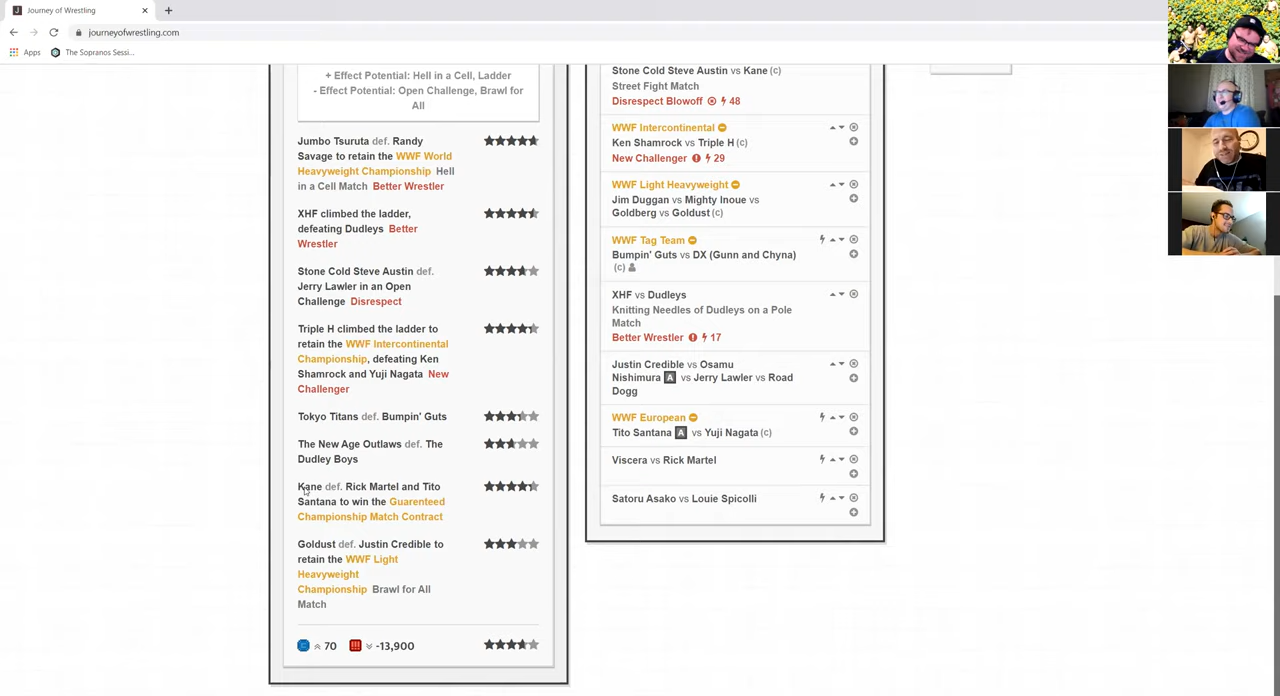 Journey of Wrestling
journeyofwrestling.com
Apps
The Sopranos Sessi...
+ Effect Potential: Hell in a Cell, Ladder
- Effect Potential: Open Challenge, Brawl for
All
Jumbo Tsuruta def. Randy
Savage to retain the WWF World
Heavyweight Championship Hell
in a Cell Match Better Wrestler
XHF climbed the ladder,
defeating Dudleys Better
Wrestler
Stone Cold Steve Austin def.
Jerry Lawler in an Open
Challenge Disrespect
Triple H climbed the ladder to
retain the WWF Intercontinental
Championship, defeating Ken
Shamrock and Yuji Nagata New
Challenger
Tokyo Titans def. Bumpin' Guts
The New Age Outlaws def. The
Dudley Boys
Kane def. Rick Martel and Tito
Santana to win the Guarenteed
Championship Match Contract
Goldust def. Justin Credible to
retain the WWF Light
Heavyweight
Championship Brawl for All
Match
70 -13,900
Stone Cold Steve Austin vs Kane (c)
Street Fight Match
Disrespect Blowoff 48
WWF Intercontinental
Ken Shamrock vs Triple H (c)
New Challenger 29
WWF Light Heavyweight
Jim Duggan vs Mighty Inoue vs
Goldberg vs Goldust (c)
WWF Tag Team
Bumpin' Guts vs DX (Gunn and Chyna)
(c)
XHF vs Dudleys
Knitting Needles of Dudleys on a Pole
Match
Better Wrestler 17
Justin Credible vs Osamu
Nishimura A vs Jerry Lawler vs Road
Dogg
WWF European
Tito Santana A vs Yuji Nagata (c)
Viscera vs Rick Martel
Satoru Asako vs Louie Spicolli